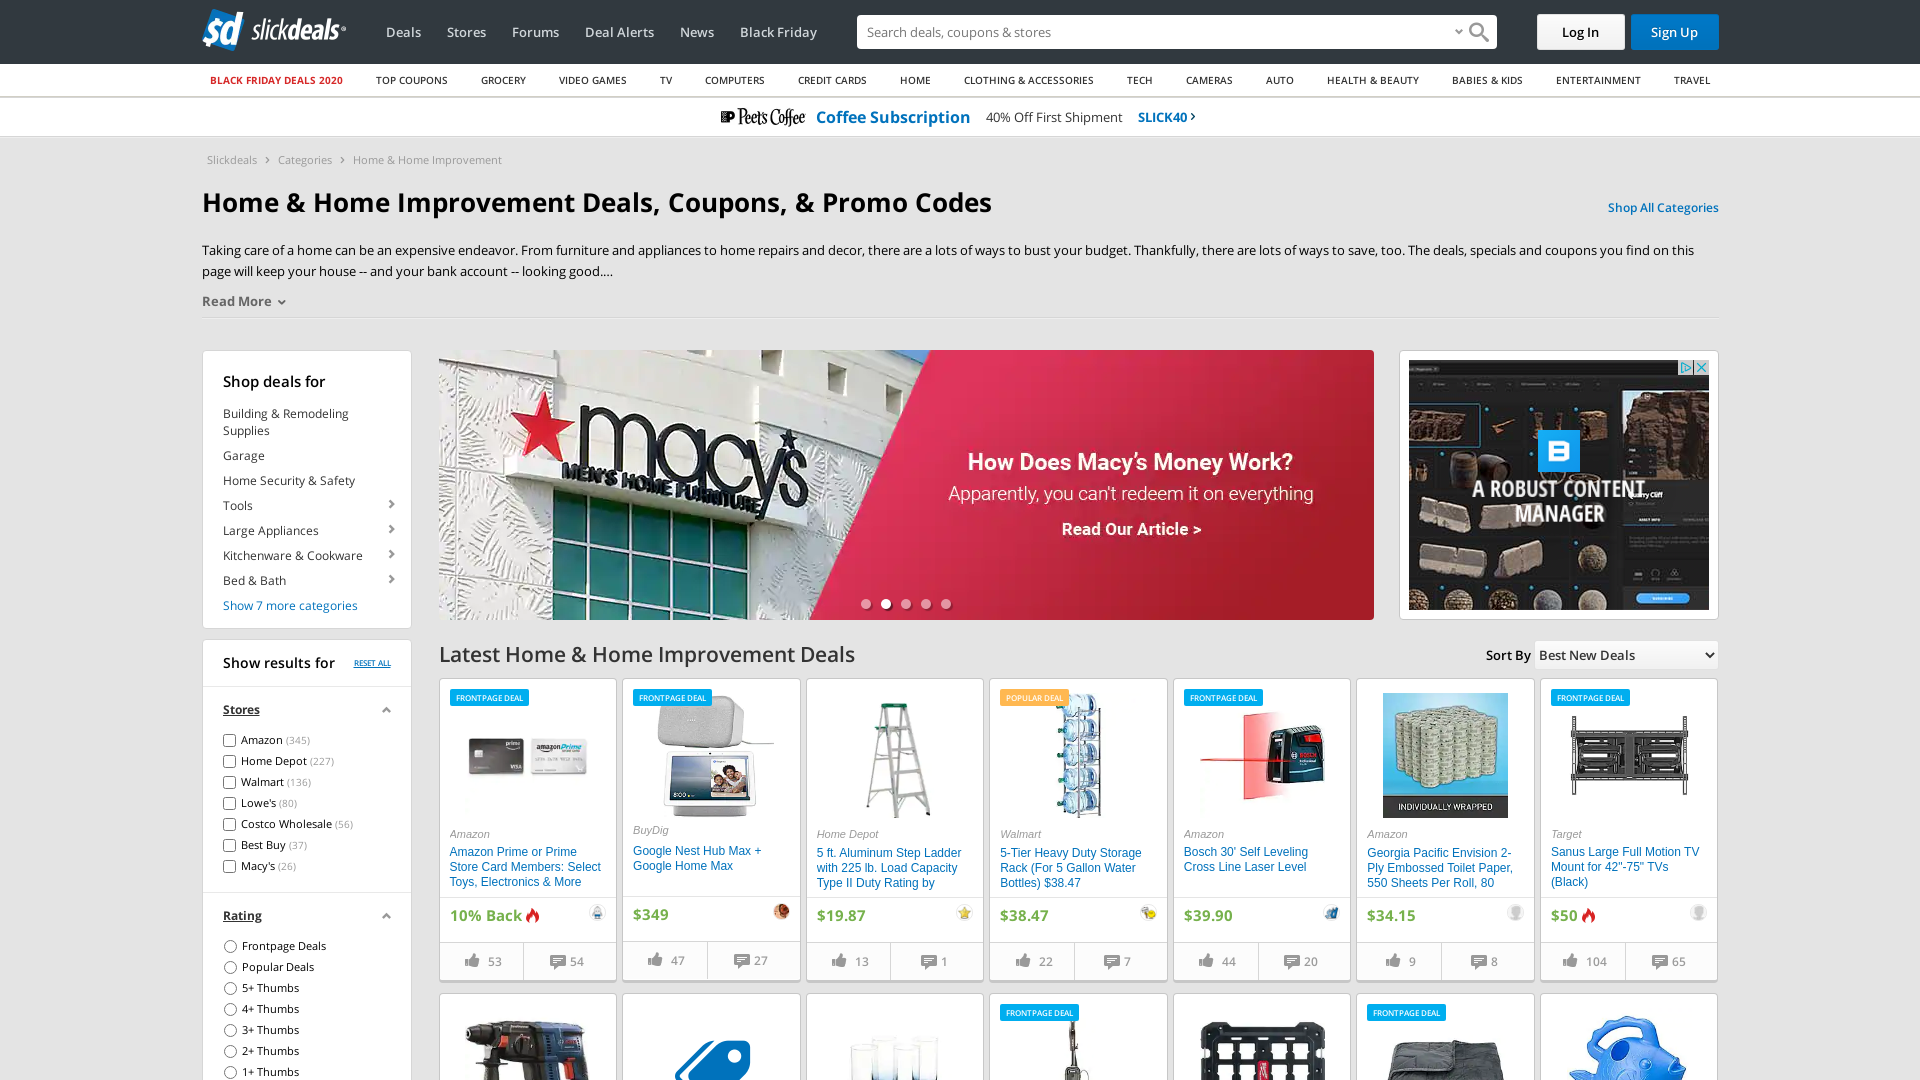 slickdeals
Deals
Stores
Forums
Deal Alerts
News
Black Friday
Search deals, coupons & stores
Log In
Sign Up
BLACK FRIDAY DEALS 2020
TOP COUPONS
GROCERY
VIDEO GAMES
TV
COMPUTERS
CREDIT CARDS
HOME
CLOTHING & ACCESSORIES
TECH
CAMERAS
AUTO
HEALTH & BEAUTY
BABIES & KIDS
ENTERTAINMENT
TRAVEL
Peet's Coffee
Coffee Subscription
40% Off First Shipment
SLICK40
Slickdeals
Categories
Home & Home Improvement
Home & Home Improvement Deals, Coupons, & Promo Codes
Shop All Categories
Taking care of a home can be an expensive endeavor. From furniture and appliances to home repairs and decor, there are a lots of ways to bust your budget. Thankfully, there are lots of ways to save, too. The deals, specials and coupons you find on this
page will keep your house -- and your bank account -- looking good....
Read More
Shop deals for
Building & Remodeling
Supplies
Garage
Home Security & Safety
Tools
Large Appliances
Kitchenware & Cookware
Bed & Bath
Show 7 more categories
macy's
MEN'S HOME FURNITURE
How Does Macy's Money Work?
Apparently, you can't redeem it on everything
Read Our Article >
A ROBUST CONTENT
MANAGER
Show results for
RESET ALL
Stores
Amazon (345)
Home Depot (227)
Walmart (136)
Lowe's (80)
Costco Wholesale (56)
Best Buy (37)
Macy's (26)
Rating
Frontpage Deals
Popular Deals
5+ Thumbs
4+ Thumbs
3+ Thumbs
2+ Thumbs
1+ Thumbs
Latest Home & Home Improvement Deals
Sort By
Best New Deals
FRONTPAGE DEAL
Amazon
Amazon Prime or Prime
Store Card Members: Select
Toys, Electronics & More
10% Back
53
54
FRONTPAGE DEAL
BuyDig
Google Nest Hub Max +
Google Home Max
$349
47
27
Home Depot
5 ft. Aluminum Step Ladder
with 225 lb. Load Capacity
Type II Duty Rating by
$19.87
13
1
POPULAR DEAL
Walmart
5-Tier Heavy Duty Storage
Rack (For 5 Gallon Water
Bottles) $38.47
$38.47
22
7
FRONTPAGE DEAL
Amazon
Bosch 30' Self Leveling
Cross Line Laser Level
$39.90
44
20
INDIVIDUALLY WRAPPED
Amazon
Georgia Pacific Envision 2-
Ply Embossed Toilet Paper,
550 Sheets Per Roll, 80
$34.15
9
8
FRONTPAGE DEAL
Target
Sanus Large Full Motion TV
Mount for 42"-75" TVs
(Black)
$50
104
65
FRONTPAGE DEAL
FRONTPAGE DEAL